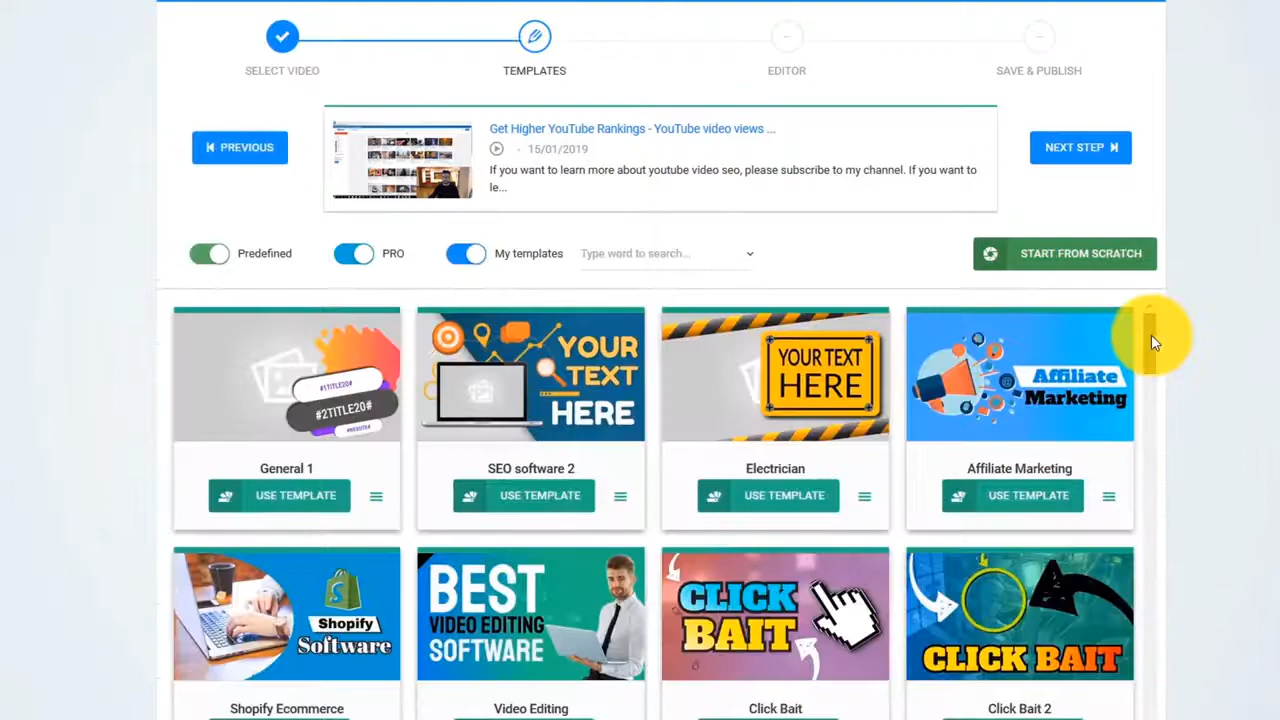 SELECT VIDEO
TEMPLATES
EDITOR
SAVE & PUBLISH
PREVIOUS
Get Higher YouTube Rankings - YouTube video views ...
15/01/2019
If you want to learn more about youtube video seo, please subscribe to my channel. If you want to
le...
NEXT STEP
Predefined
PRO
My templates
Type word to search...
START FROM SCRATCH
#1TITLE20#
#2TITLE20#
#WEBSITE#
YOUR
TEXT
HERE
YOUR TEXT
HERE
Affiliate
Marketing
General 1
SEO software 2
Electrician
Affiliate Marketing
USE TEMPLATE
USE TEMPLATE
USE TEMPLATE
USE TEMPLATE
Shopify
Software
BEST
VIDEO EDITING
SOFTWARE
CLICK
BAIT
CLICK BAIT
Shopify Ecommerce
Video Editing
Click Bait
Click Bait 2